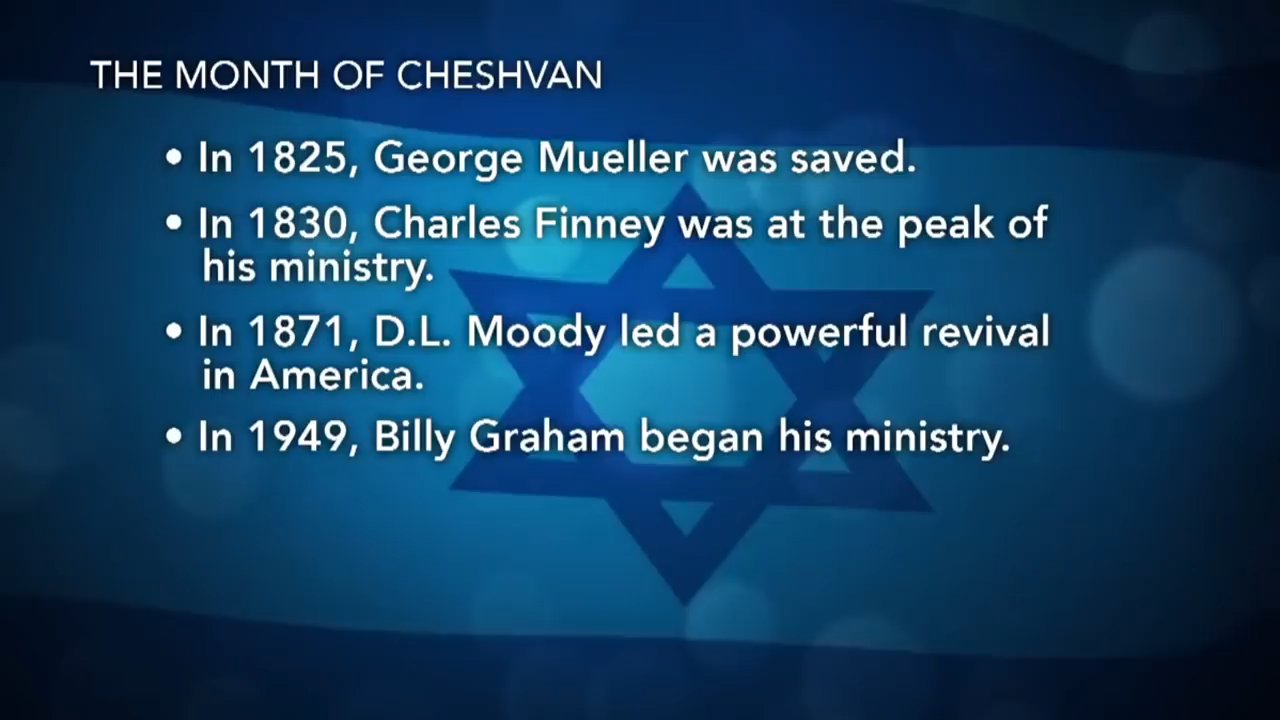 THE MONTH OF CHESHVAN
• In 1825, George Mueller was saved.
• In 1830, Charles Finney was at the peak of
his ministry.
• In 1871, D.L. Moody led a powerful revival
in America.
• In 1949, Billy Graham began his ministry.